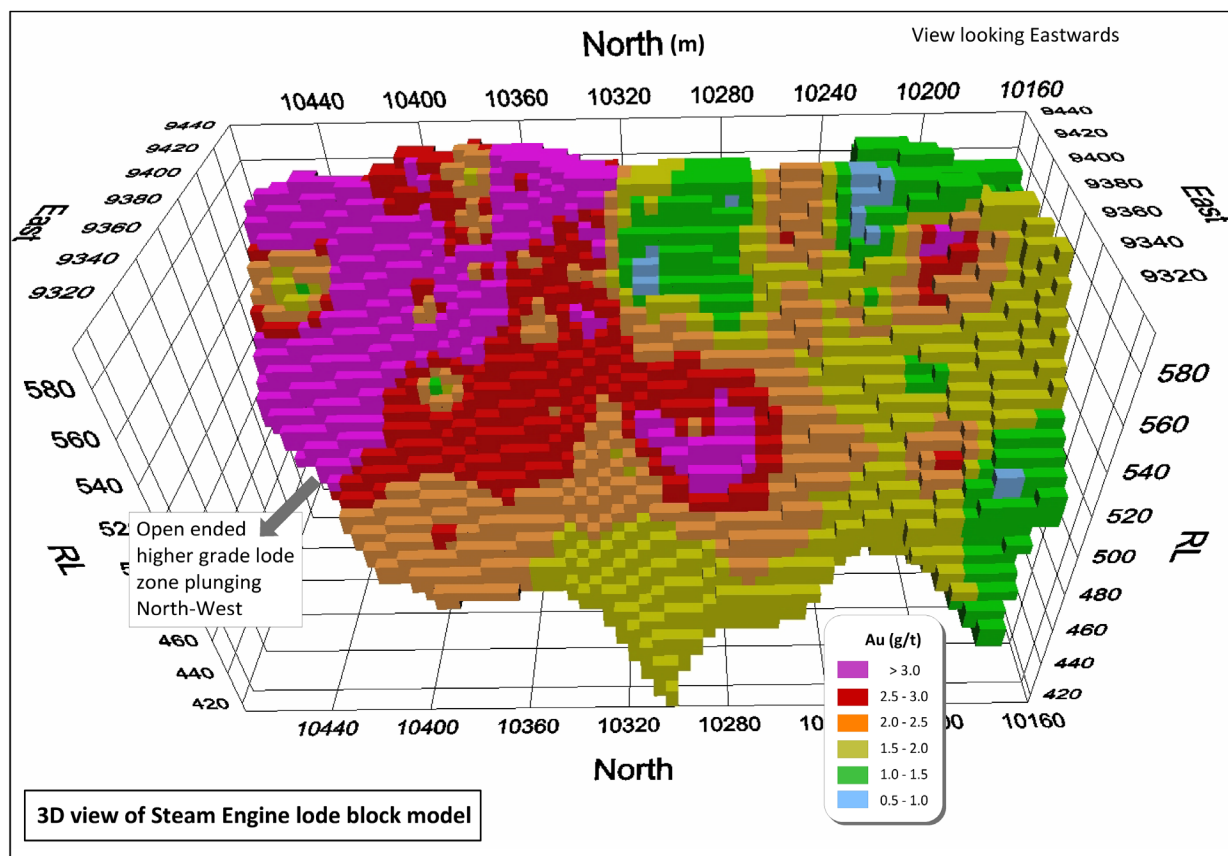 North (m)
View looking Eastwards
10440 10400 10360 10320 10280 10240 10200 10160
9440
9420
9400
9380
9360
9340
9320
East
9440
9420
9400
9380
9360
9340
9320
East
580
560
540
RL
460
440
420
580
560
540
520
500
480
460
440
420
RL
Open ended
higher grade lode
zone plunging
North-West
10440 10400 10360 10320 10280 10160
North
Au (g/t)
> 3.0
2.5 - 3.0
2.0 - 2.5
1.5 - 2.0
1.0 - 1.5
0.5 - 1.0
3D view of Steam Engine lode block model